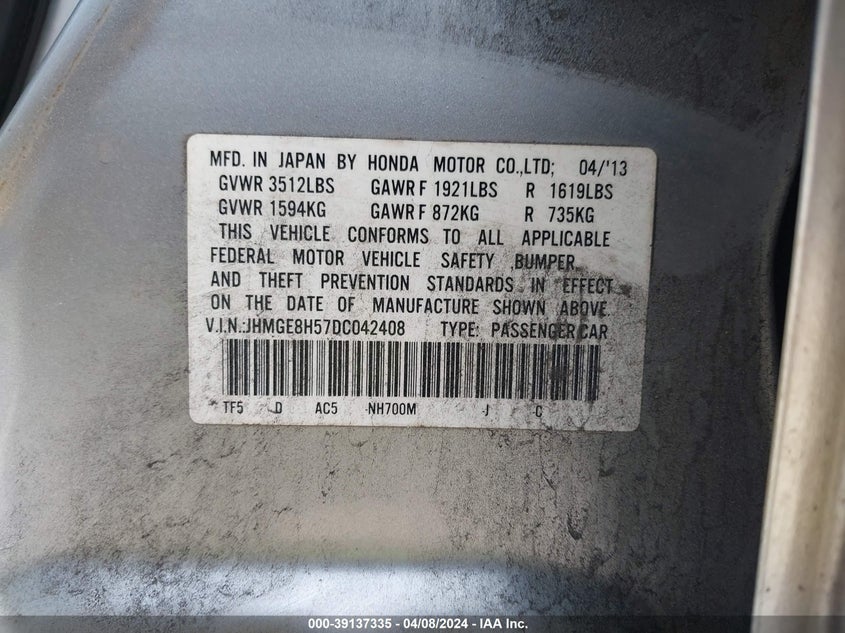 MFD. IN JAPAN BY HONDA MOTOR CO.,LTD; 04/'13
GVWR 3512LBS GAWR F 1921LBS R 1619LBS
GVWR 1594KG GAWR F 872KG R 735KG
THIS VEHICLE CONFORMS TO ALL APPLICABLE
FEDERAL MOTOR VEHICLE SAFETY ,BUMPER,
AND THEFT PREVENTION STANDARDS IN EFFECT
ON THE DATE OF MANUFACTURE SHOWN ABOVE.
V.I.N.:JHMGE8H57DC042408 TYPE: PASSENGER CAR
TF5 D AC5 NH700M J C
000-39137335 - 04/08/2024 - IAA Inc.